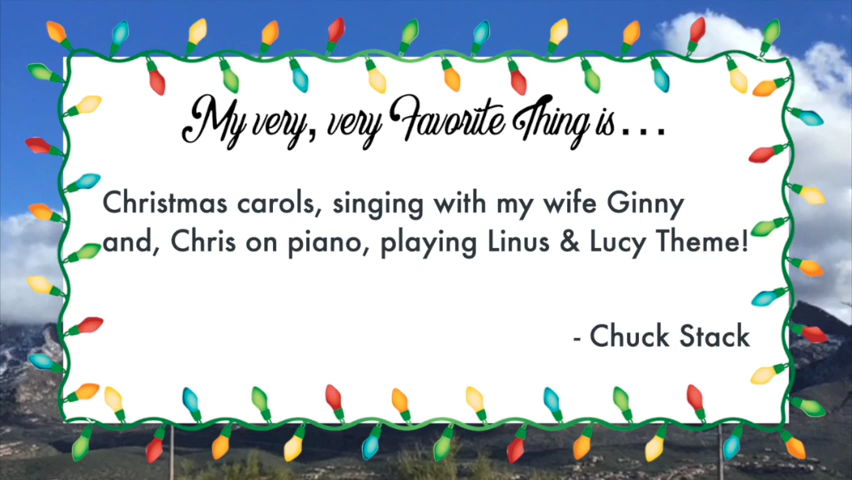 My very, very Favorite Thing is...
Christmas carols, singing with my wife Ginny
and, Chris on piano, playing Linus & Lucy Theme!
- Chuck Stack